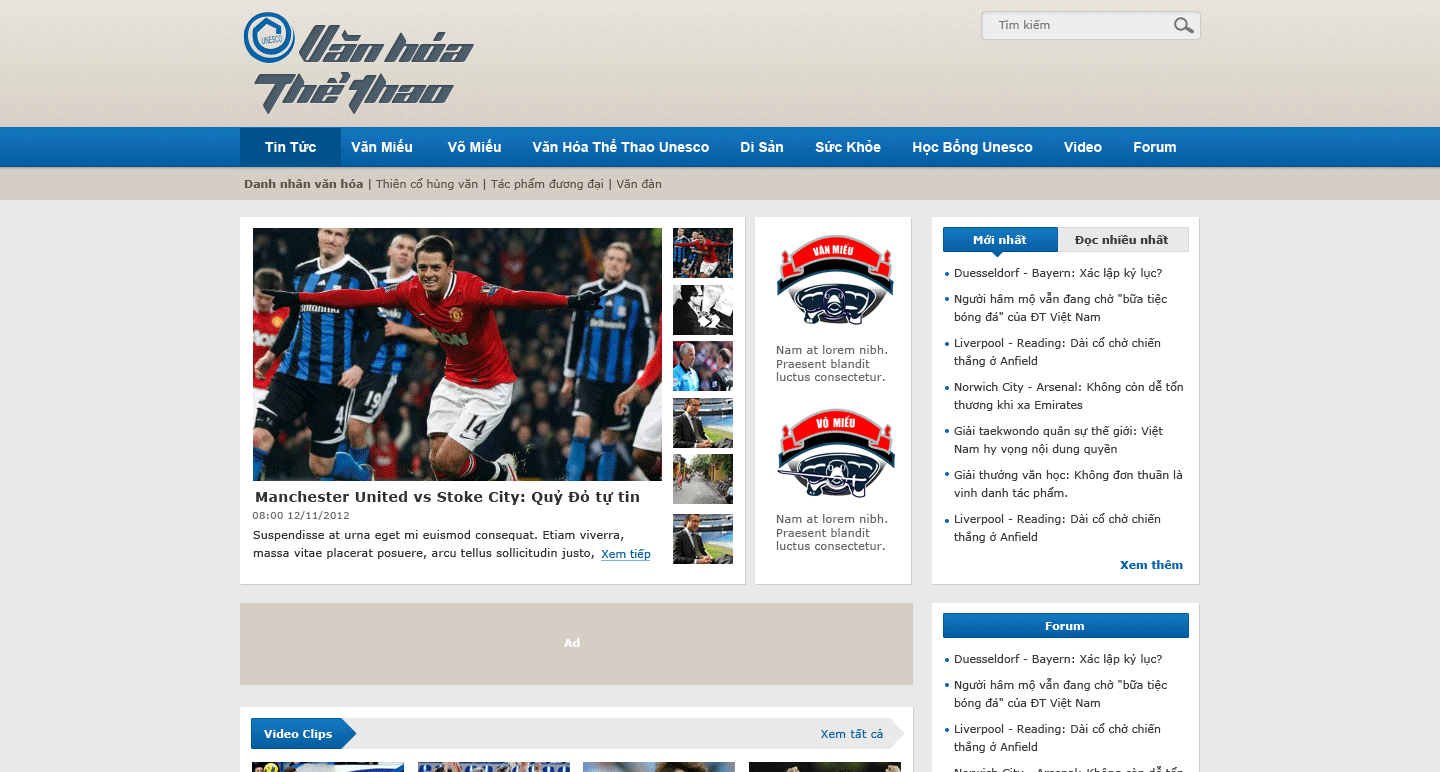 UNESCO
Văn hóa
Thể Thao
Tìm kiếm
Tin Tức Văn Miếu Võ Miếu Văn Hóa Thể Thao Unesco Di Sản Sức Khỏe Học Bổng Unesco Video Forum
Danh nhân văn hóa | Thiên cổ hùng văn | Tác phẩm đương đại | Văn đàn
Manchester United vs Stoke City: Quỷ Đỏ tự tin
08:00 12/11/2012
Suspendisse at urna eget mi euismod consequat. Etiam viverra,
massa vitae placerat posuere, arcu tellus sollicitudin justo, Xem tiếp
VĂN MIẾU
Nam at lorem nibh.
Praesent blandit
luctus consectetur.
VÕ MIẾU
Nam at lorem nibh.
Praesent blandit
luctus consectetur.
Mới nhất Đọc nhiều nhất
Duesseldorf - Bayern: Xác lập kỷ lục?
Người hâm mộ vẫn đang chờ "bữa tiệc
bóng đá" của ĐT Việt Nam
Liverpool - Reading: Dài cổ chờ chiến
thắng ở Anfield
Norwich City - Arsenal: Không còn dễ tổn
thương khi xa Emirates
Giải taekwondo quân sự thế giới: Việt
Nam hy vọng nội dung quyền
Giải thưởng văn học: Không đơn thuần là
vinh danh tác phẩm.
Liverpool - Reading: Dài cổ chờ chiến
thắng ở Anfield
Xem thêm
Ad
Forum
Duesseldorf - Bayern: Xác lập kỷ lục?
Người hâm mộ vẫn đang chờ "bữa tiệc
bóng đá" của ĐT Việt Nam
Liverpool - Reading: Dài cổ chờ chiến
thắng ở Anfield
Video Clips Xem tất cả